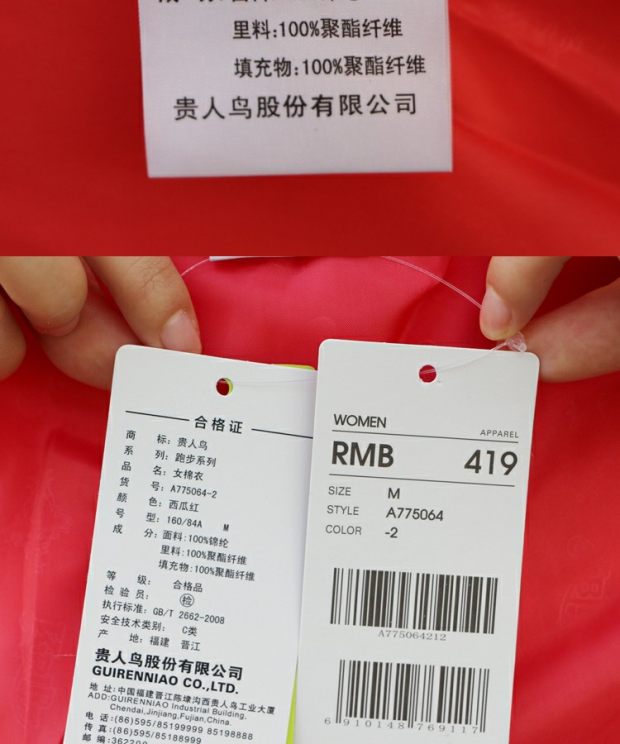 里料:100%聚酯纤维
填充物:100%聚酯纤维
贵人鸟股份有限公司
合格证
商 标: 贵人鸟
系 列: 跑步系列
品 名: 女棉衣
货 号: A775064-2
颜 色: 西瓜红
号 型: 160/84A M
成 分: 面料:100%锦纶
里料:100%聚酯纤维
填充物:100%聚酯纤维
等 级: 合格品
检 验 员: 检
执行标准: GB/T 2662-2008
安全技术类别: C类
产 地: 福建 晋江
贵人鸟股份有限公司
GUIRENNIAO CO.,LTD.
地 址:中国福建晋江陈埭沟西贵人鸟工业大厦
ADD:GUIRENNIAO Industrial Building.
Chendai,Jinjiang,Fujian,China.
电 话:(86)595/85199999 85198888
传 真:(86)595/85188999
邮 编:36220
WOMEN
APPAREL
RMB 419
SIZE M
STYLE A775064
COLOR -2
A775064212
6 910148 769117